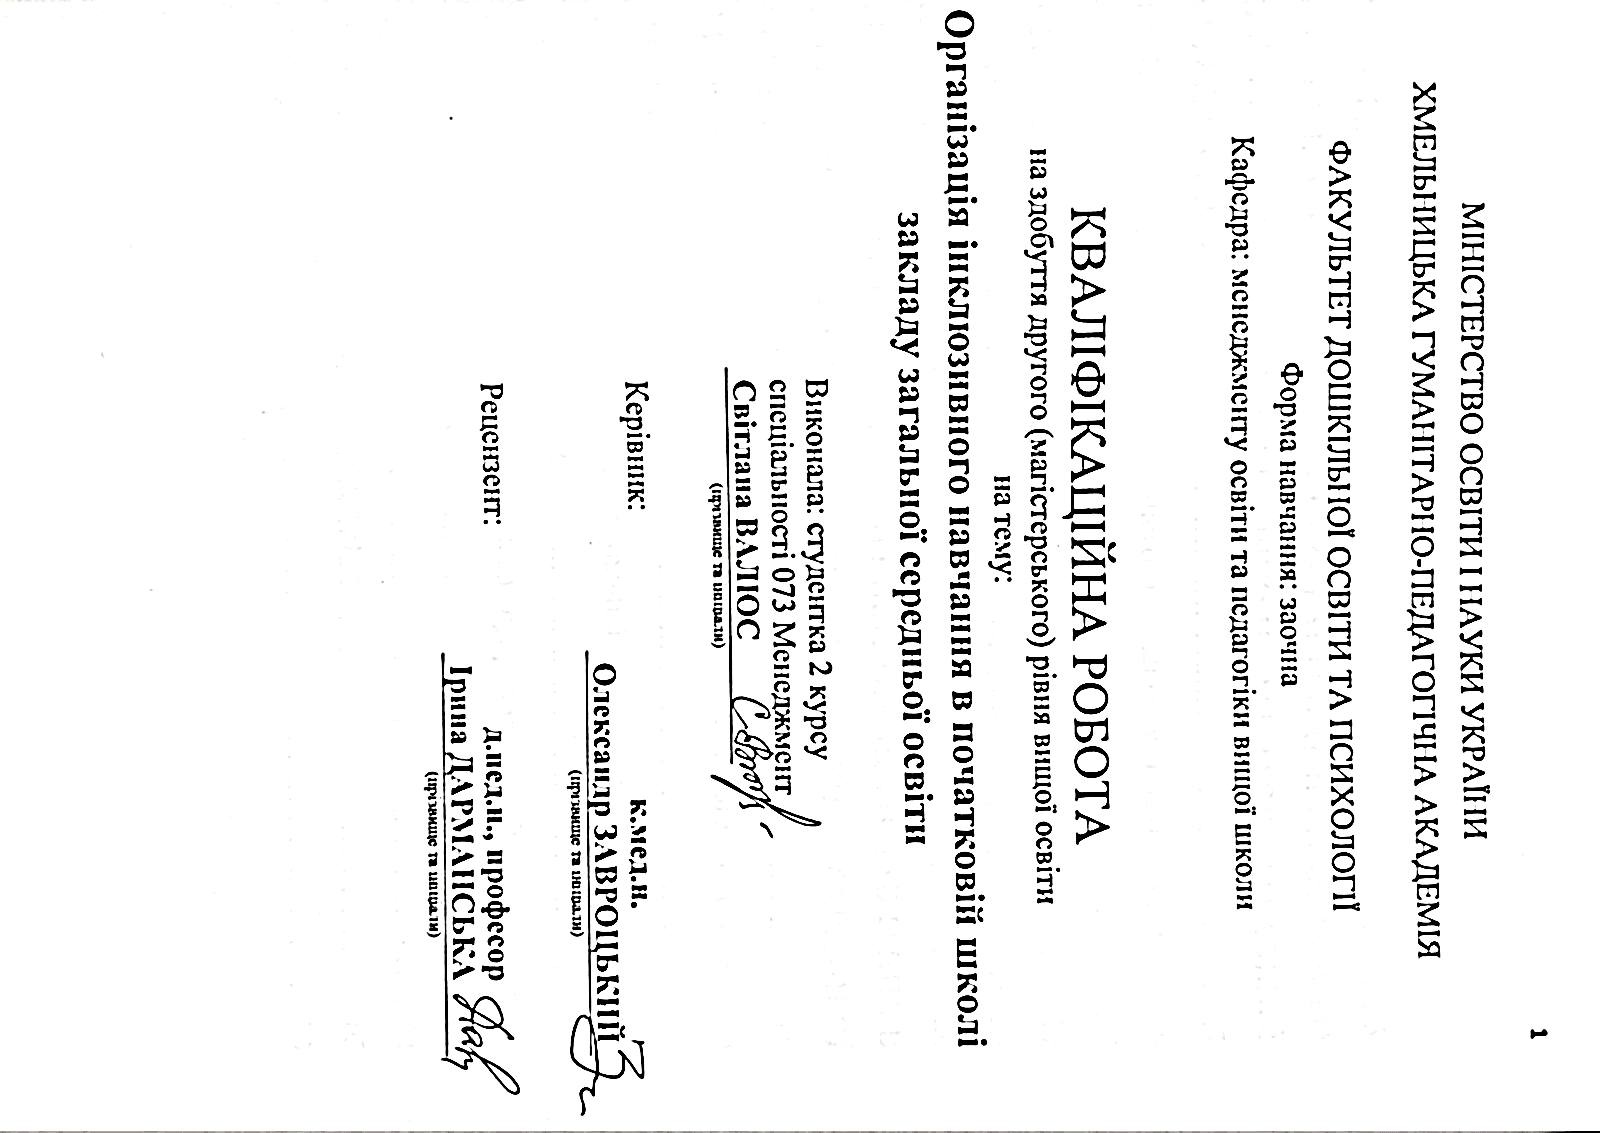 1
МІНІСТЕРСТВО ОСВІТИ І НАУКИ УКРАЇНИ
ХМЕЛЬНИЦЬКА ГУМАНІТАРНО-ПЕДАГОГІЧНА АКАДЕМІЯ
ФАКУЛЬТЕТ ДОШКІЛЬНОЇ ОСВІТИ ТА ПСИХОЛОГІЇ
Форма навчання: заочна
Кафедра: менеджменту освіти та педагогіки вищої школи
КВАЛІФІКАЦІЙНА РОБОТА
на здобуття другого (магістерського) рівня вищої освіти
на тему:
Організація інклюзивного навчання в початковій школі
закладу загальної середньої освіти
Виконала: студентка 2 курсу
спеціальності 073 Менеджмент
Світлана ВАЛІОС
(прізвище та ініціали)
Керівник:
к.мед.н.
Олександр ЗАВРОЦЬКИЙ
(прізвище та ініціали)
Рецензент:
д.пед.н., професор
Ірина ДАРМАНСЬКА
(прізвище та ініціали)